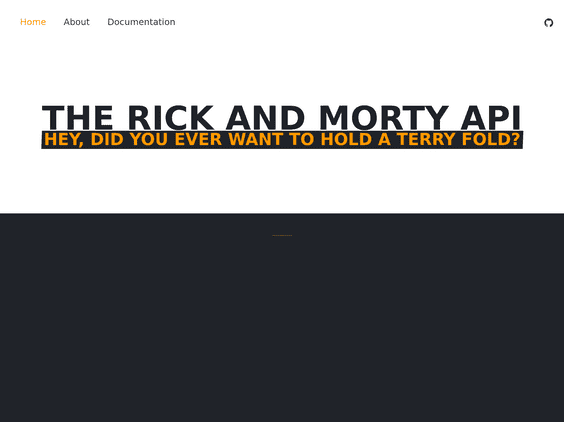 Home About Documentation
THE RICK AND MORTY API
HEY, DID YOU EVER WANT TO HOLD A TERRY FOLD?